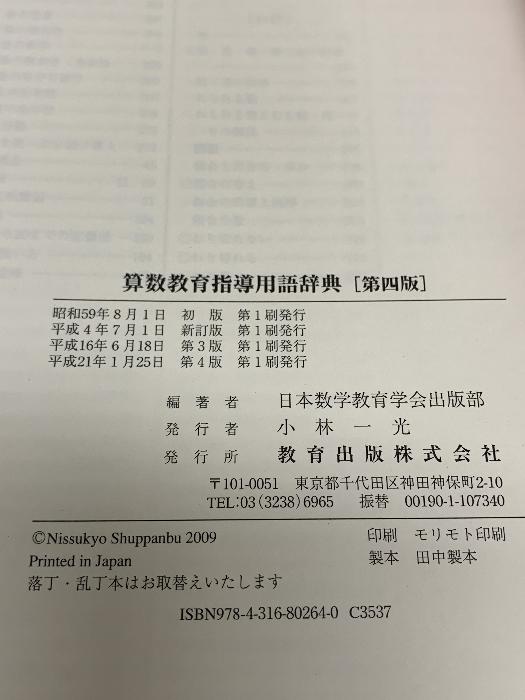 算数教育指導用語辞典［第四版］
昭和59年8月1日 初 版 第1刷発行
平成4年7月1日 新訂版 第1刷発行
平成16年6月18日 第3版 第1刷発行
平成21年1月25日 第4版 第1刷発行
編著者 日本数学教育学会出版部
発行者 小林一光
発行所 教育出版株式会社
〒101-0051 東京都千代田区神田神保町2-10
TEL:03(3238)6965 振替 00190-1-107340
©Nissukyo Shuppanbu 2009 印刷 モリモト印刷
Printed in Japan 製本 田中製本
落丁・乱丁本はお取替えいたします
ISBN978-4-316-80264-0 C3537